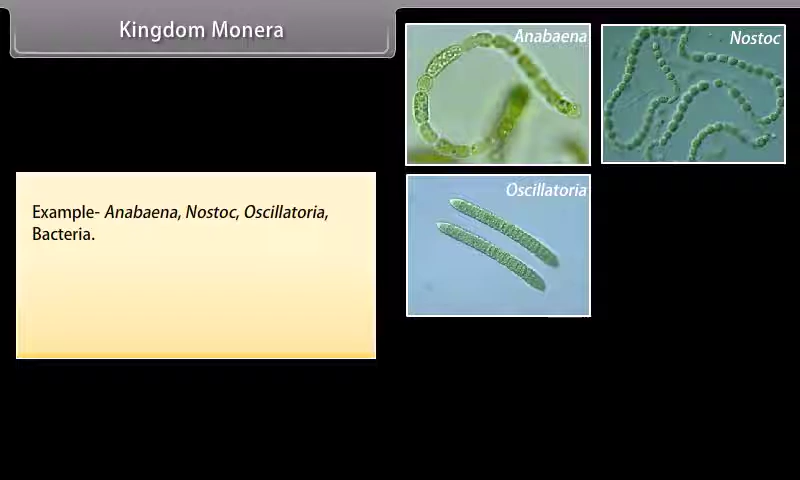 Kingdom Monera
Anabaena
Nostoc
Example- Anabaena, Nostoc, Oscillatoria,
Bacteria.
Oscillatoria